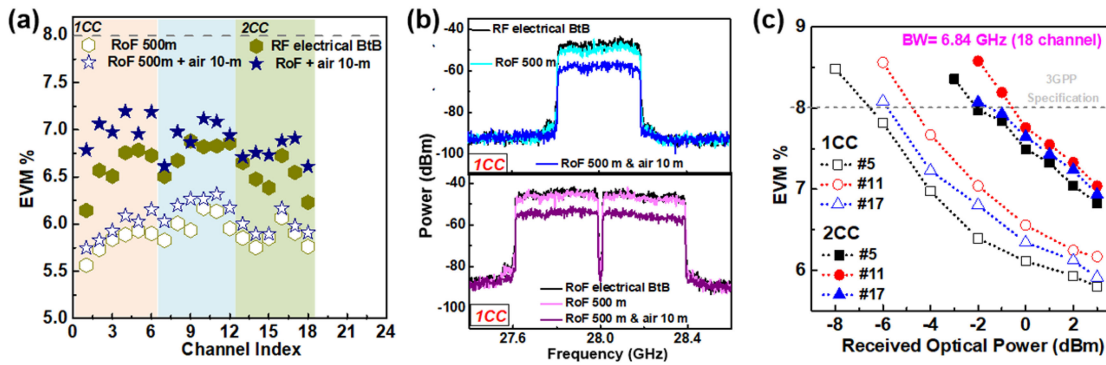 (a)
1CC
2CC
RoF 500m
RF electrical BtB
RoF 500m + air 10-m
RoF + air 10-m
8.0
7.5
7.0
6.5
6.0
5.5
5.0
EVM %
0 3 6 9 12 15 18 21 24
Channel Index
(b)
RF electrical BtB
RoF 500 m
1CC
RoF 500 m & air 10 m
-40
-60
-80
-100
Power (dBm)
-40
-60
-80
-100
RoF electrical BtB
RoF 500 m
RoF 500 m & air 10 m
1CC
27.6 28.0 28.4
Frequency (GHz)
(c)
BW= 6.84 GHz (18 channel)
3GPP
Specification
9
8
7
6
EVM %
1CC
#5
#11
#17
2CC
#5
#11
#17
-8 -6 -4 -2 0 2
Received Optical Power (dBm)